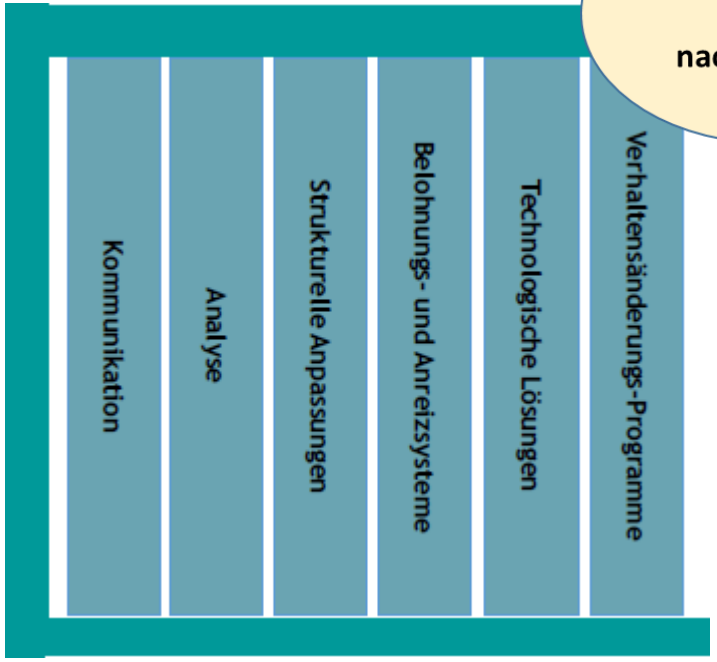 nac
Kommunikation
Analyse
Strukturelle Anpassungen
Belohnungs- und Anreizsysteme
Technologische Lösungen
Verhaltensänderungs-Programme